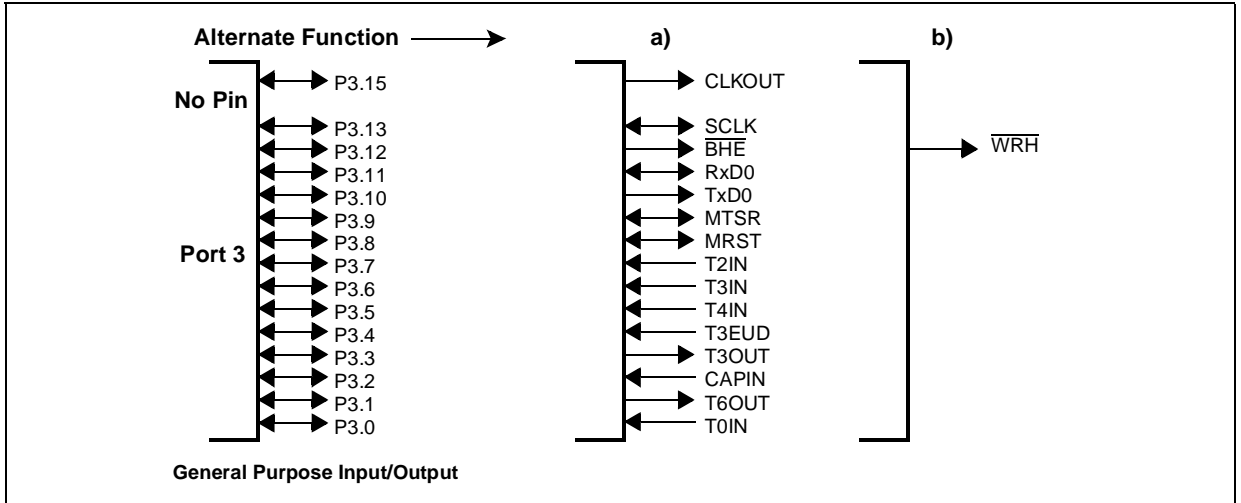 Alternate Function a) b)
P3.15 CLKOUT
No Pin
P3.13 SCLK
P3.12 BHE WRH
P3.11 RxD0
P3.10 TxD0
P3.9 MTSR
P3.8 MRST
Port 3
P3.7 T2IN
P3.6 T3IN
P3.5 T4IN
P3.4 T3EUD
P3.3 T3OUT
P3.2 CAPIN
P3.1 T6OUT
P3.0 T0IN
General Purpose Input/Output